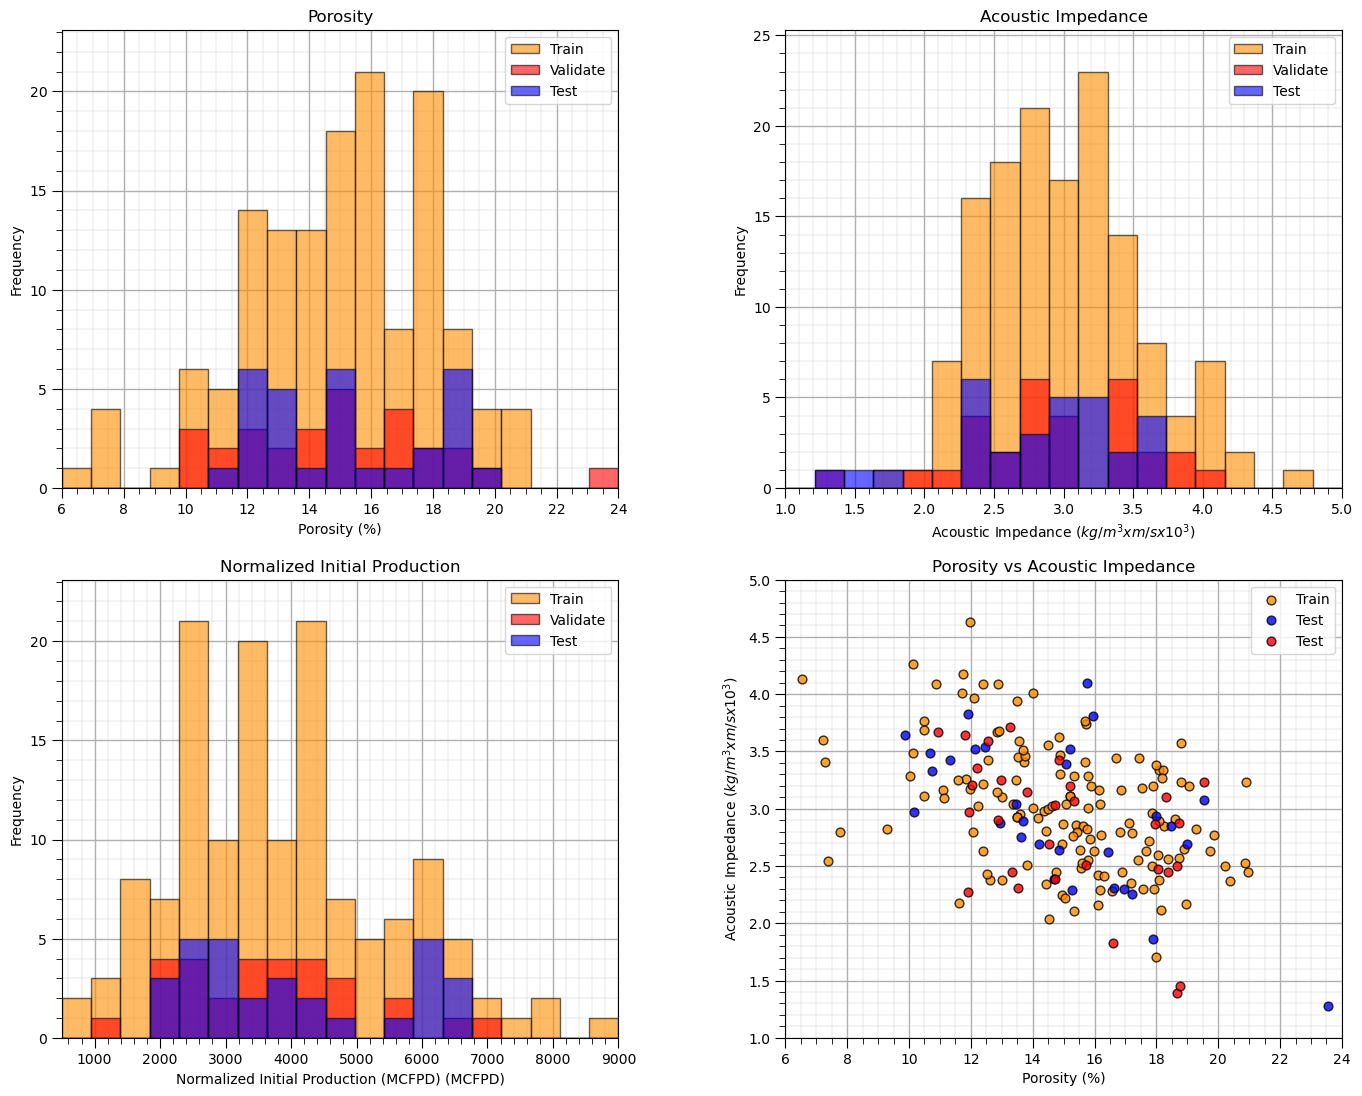 Porosity
Train
Validate
Test
20
15
10
5
0
Frequency
6 8 10 12 14 16 18 20 22 24
Porosity (%)
Acoustic Impedance
Train
Validate
Test
25
20
15
10
5
0
Frequency
1.0 1.5 2.0 2.5 3.0 3.5 4.0 4.5 5.0
Acoustic Impedance (kg/m³xm/sx10³)
Normalized Initial Production
Train
Validate
Test
20
15
10
5
0
Frequency
1000 2000 3000 4000 5000 6000 7000 8000 9000
Normalized Initial Production (MCFPD) (MCFPD)
Porosity vs Acoustic Impedance
Train
Test
Test
5.0
4.5
4.0
3.5
3.0
2.5
2.0
1.5
1.0
Acoustic Impedance (kg/m³xm/sx10³)
6 8 10 12 14 16 18 20 22 24
Porosity (%)